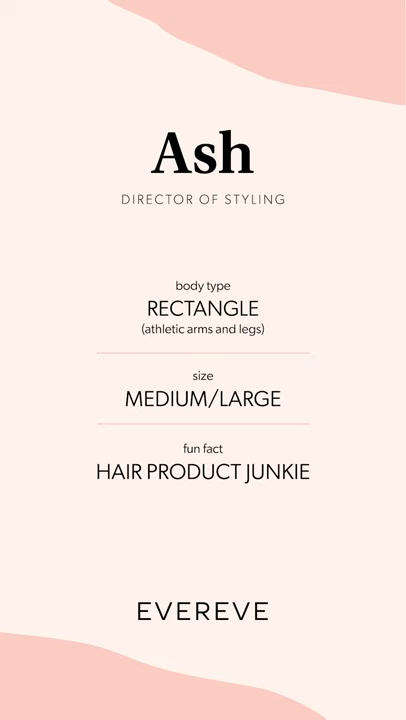 Ash
DIRECTOR OF STYLING
body type
RECTANGLE
(athletic arms and legs)
size
MEDIUM/LARGE
fun fact
HAIR PRODUCT JUNKIE
EVEREVE